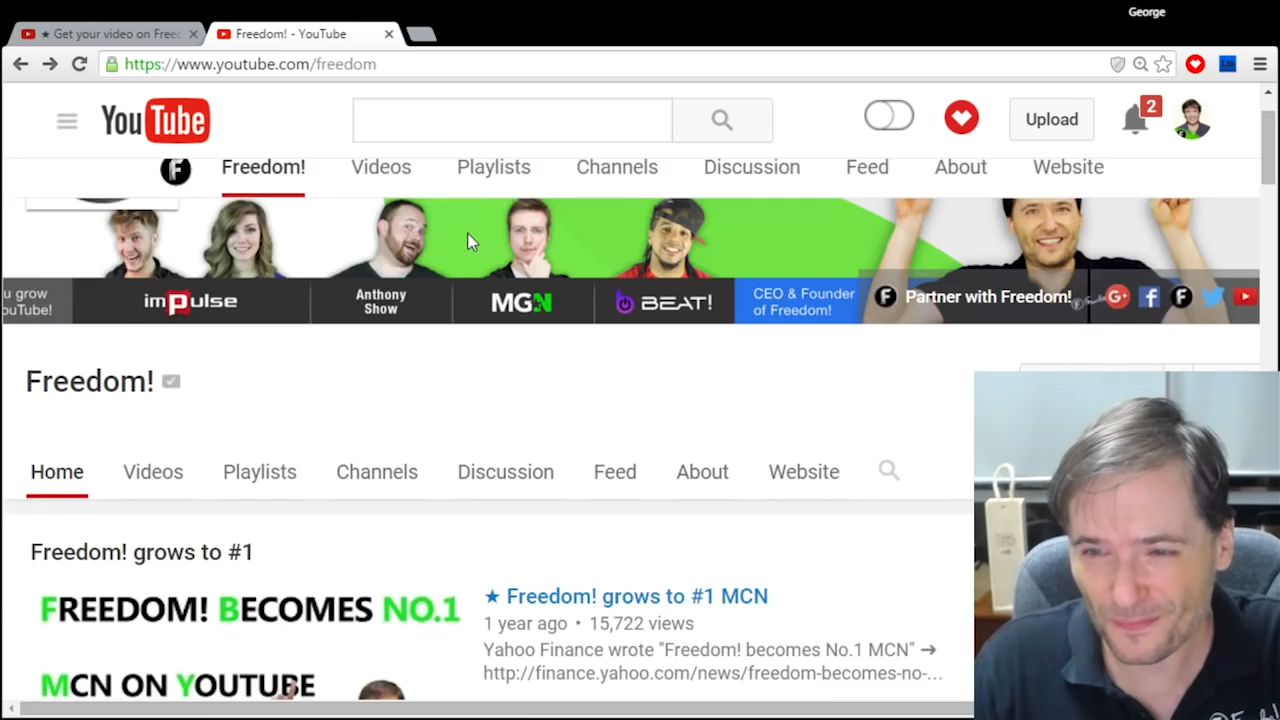 George
★ Get your video on Free
Freedom! - YouTube
https://www.youtube.com/freedom
YouTube
Upload
2
F Freedom! Videos Playlists Channels Discussion Feed About Website
u grow
ouTube!
imPulse
Anthony
Show
MGN
BEAT!
CEO & Founder
of Freedom!
Partner with Freedom!
Freedom!
Home Videos Playlists Channels Discussion Feed About Website
Freedom! grows to #1
FREEDOM! BECOMES NO.1
MCN ON YOUTUBE
★ Freedom! grows to #1 MCN
1 year ago • 15,722 views
Yahoo Finance wrote "Freedom! becomes No.1 MCN" →
http://finance.yahoo.com/news/freedom-becomes-no-...